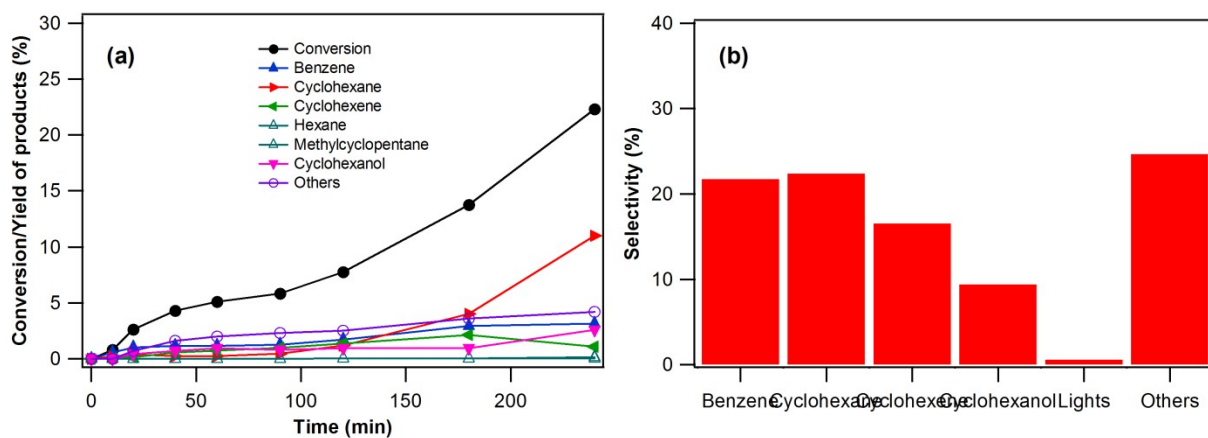 30
25
20
15
10
5
0
Conversion/Yield of products (%)
(a)
Conversion
Benzene
Cyclohexane
Cyclohexene
Hexane
Methylcyclopentane
Cyclohexanol
Others
0 50 100 150 200
Time (min)
40
30
20
10
0
Selectivity (%)
(b)
Benzene Cyclohexane Cyclohexene Cyclohexanol Lights Others